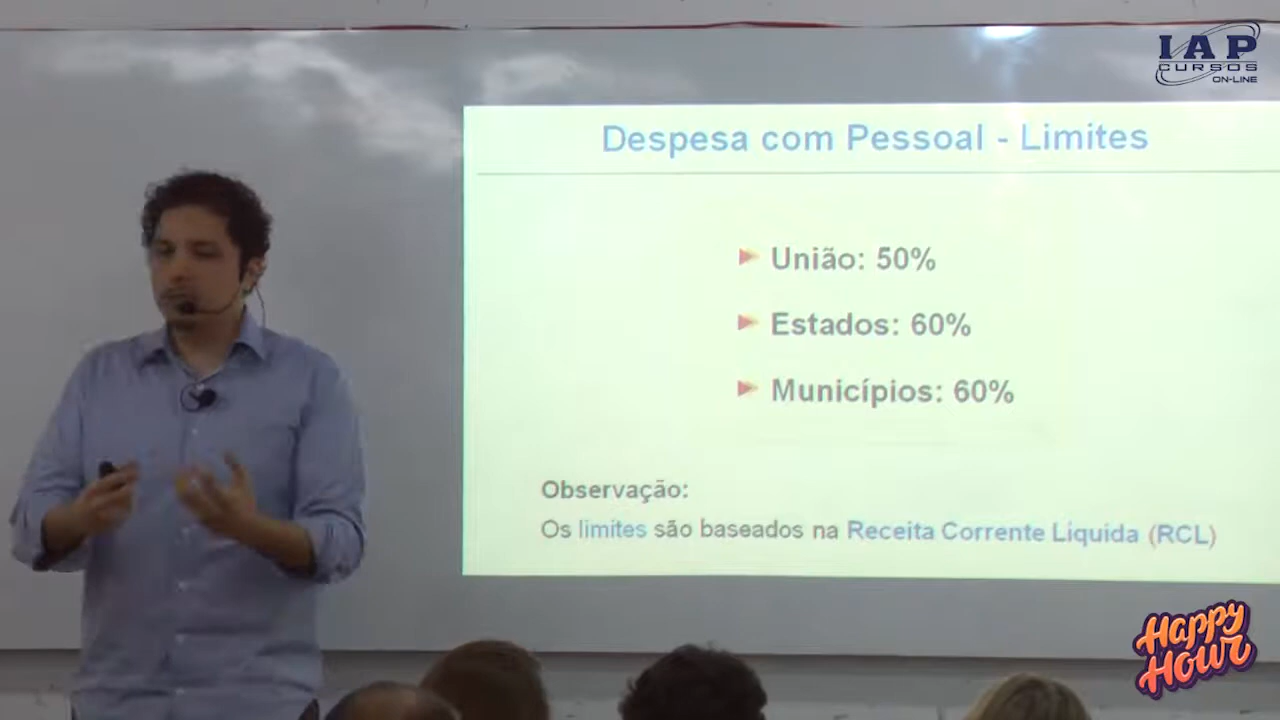 IAP
CURSOS
ON-LINE
Despesa com Pessoal - Limites
União: 50%
Estados: 60%
Municípios: 60%
Observação:
Os limites são baseados na Receita Corrente Líquida (RCL)
Happy
Hour